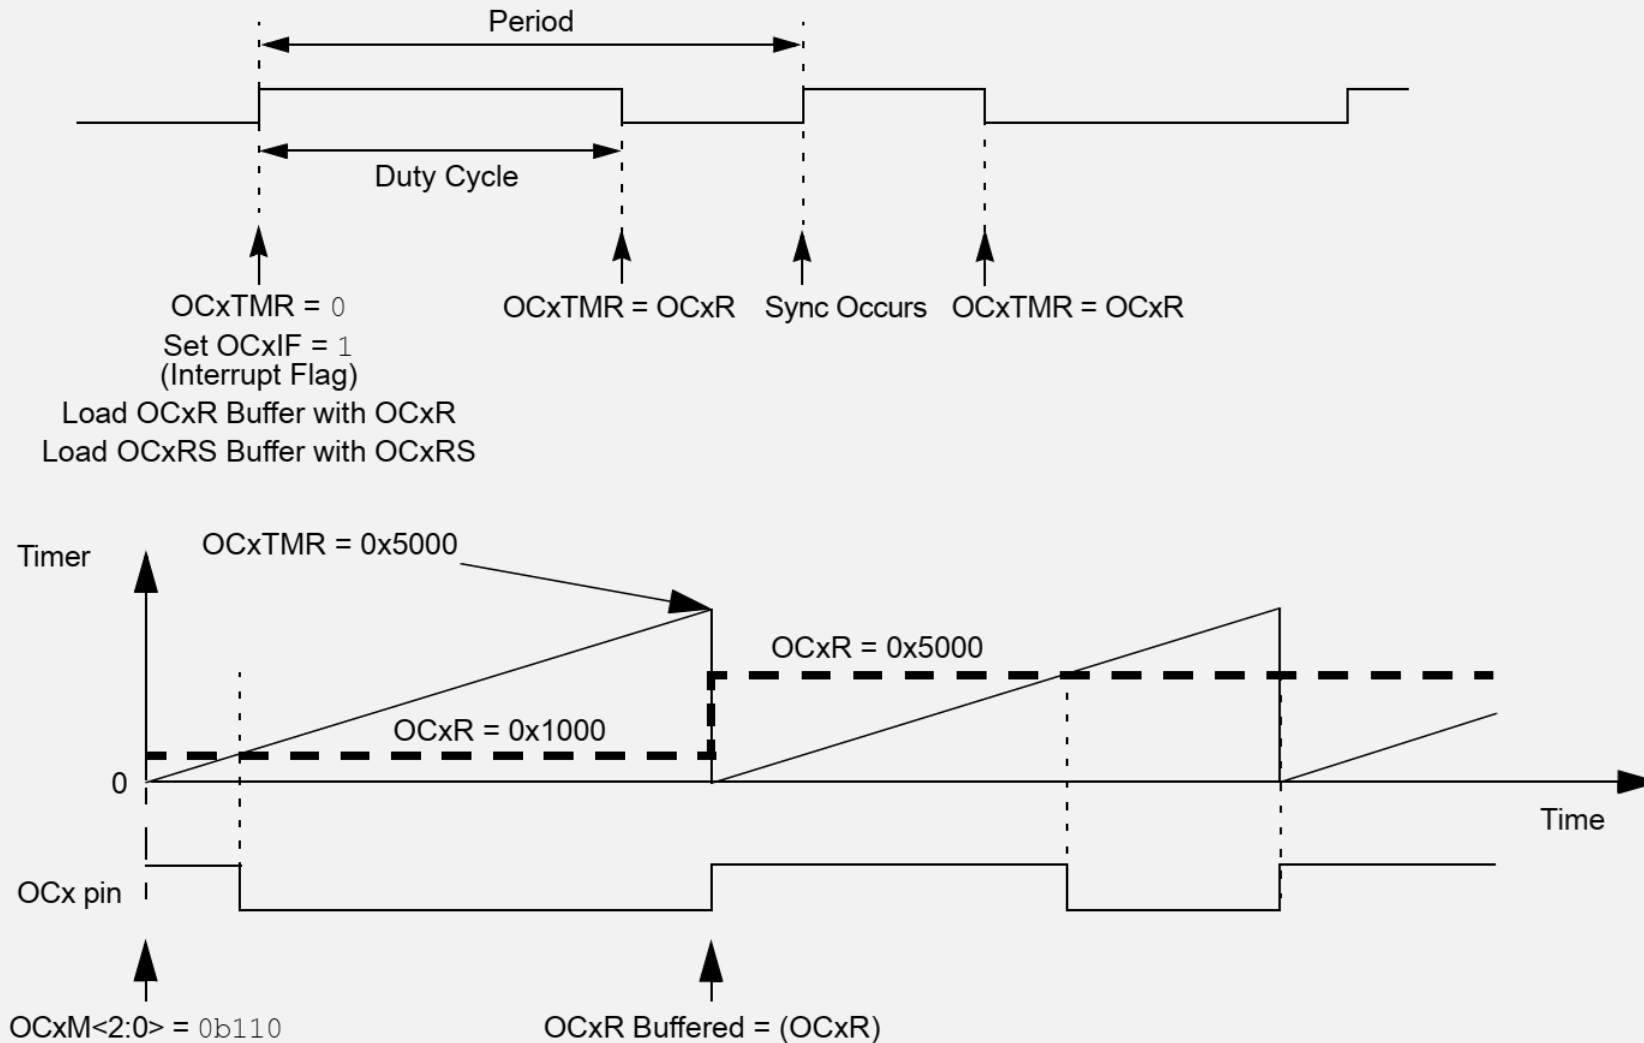 Period
Duty Cycle
OCxTMR = 0
Set OCxIF = 1
(Interrupt Flag)
Load OCxR Buffer with OCxR
Load OCxRS Buffer with OCxRS
OCxTMR = OCxR
Sync Occurs
OCxTMR = OCxR
Timer
OCxTMR = 0x5000
OCxR = 0x5000
OCxR = 0x1000
0
Time
OCx pin
OCxM<2:0> = 0b110
OCxR Buffered = (OCxR)